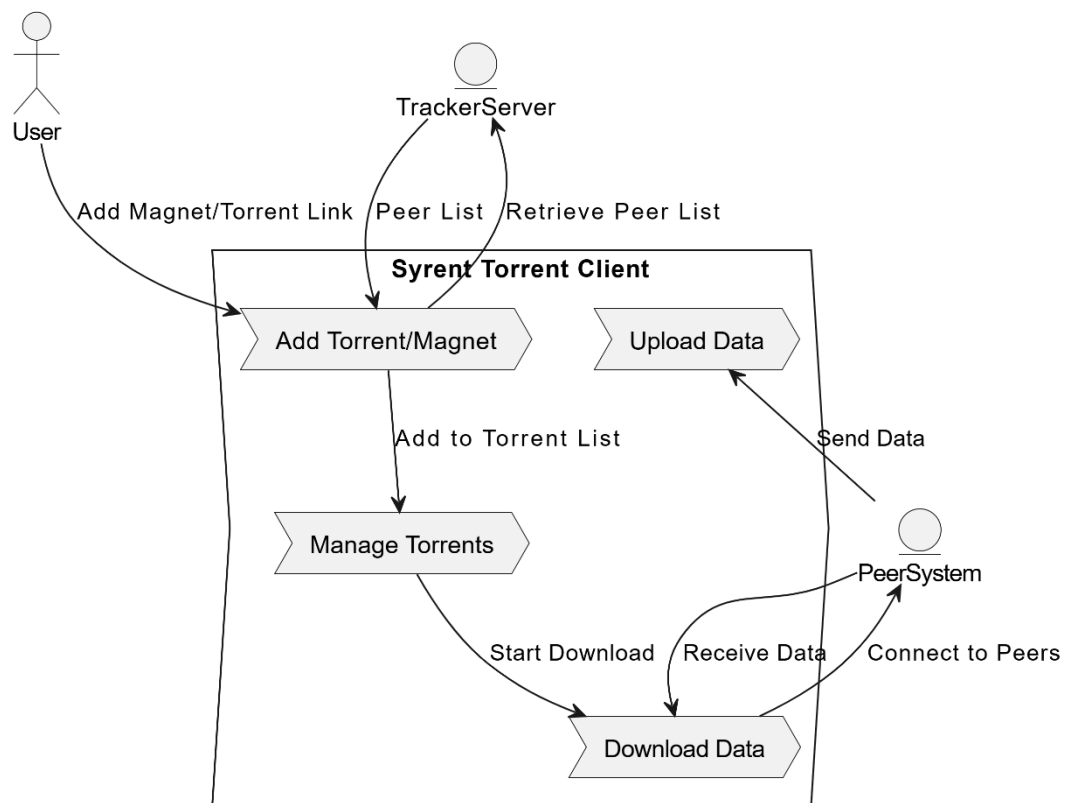 User
TrackerServer
Add Magnet/Torrent Link
Peer List
Retrieve Peer List
Syrent Torrent Client
Add Torrent/Magnet
Upload Data
Add to Torrent List
Send Data
Manage Torrents
PeerSystem
Start Download
Receive Data
Connect to Peers
Download Data